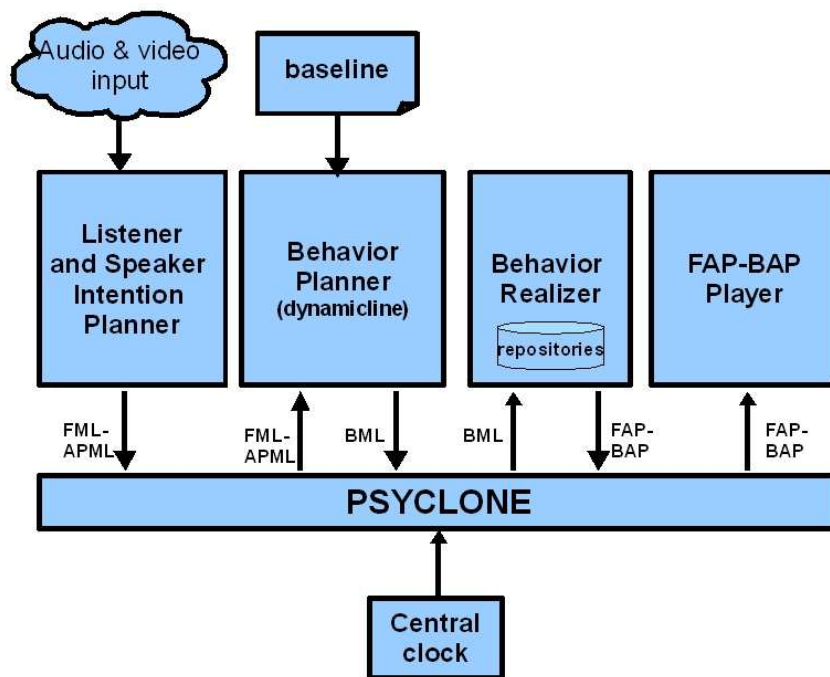 Audio & video
input
baseline
Listener
and Speaker
Intention
Planner
Behavior
Planner
(dynamicline)
Behavior
Realizer
repositories
FAP-BAP
Player
FML-
APML
FML-
APML
BML
BML
FAP-
BAP
FAP-
BAP
PSYCLONE
Central
clock